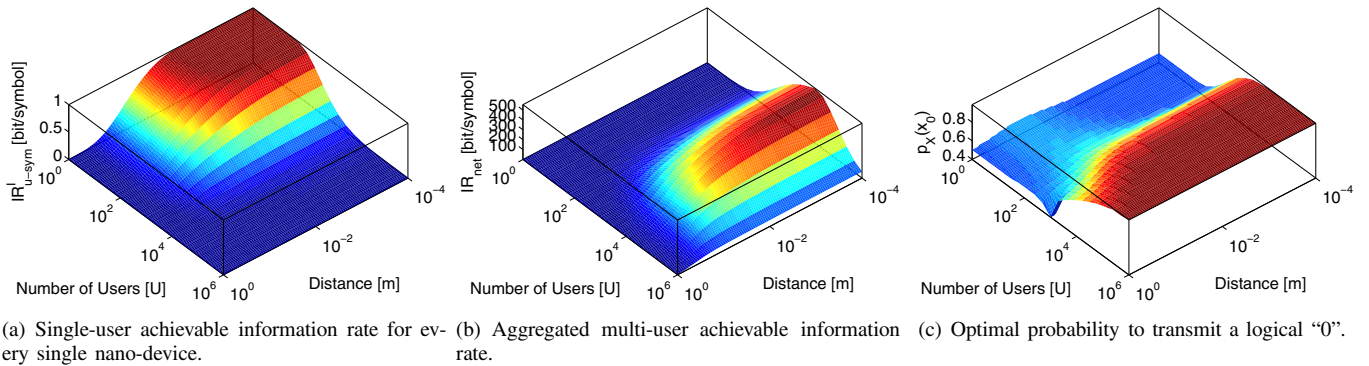 1
0.5
0
IR^I_{u−sym} [bit/symbol]
10^0
10^2
10^4
10^6
10^0
10^{−2}
10^{−4}
Number of Users [U]
Distance [m]
500
400
300
200
100
IR_{net} [bit/symbol]
10^0
10^2
10^4
10^6
10^0
10^{−2}
10^{−4}
Number of Users [U]
Distance [m]
0.8
0.6
0.4
p_X(x_0)
10^0
10^2
10^4
10^6
10^0
10^{−2}
10^{−4}
Number of Users [U]
Distance [m]
(a) Single-user achievable information rate for ev-
ery single nano-device.
(b) Aggregated multi-user achievable information
rate.
(c) Optimal probability to transmit a logical “0”.